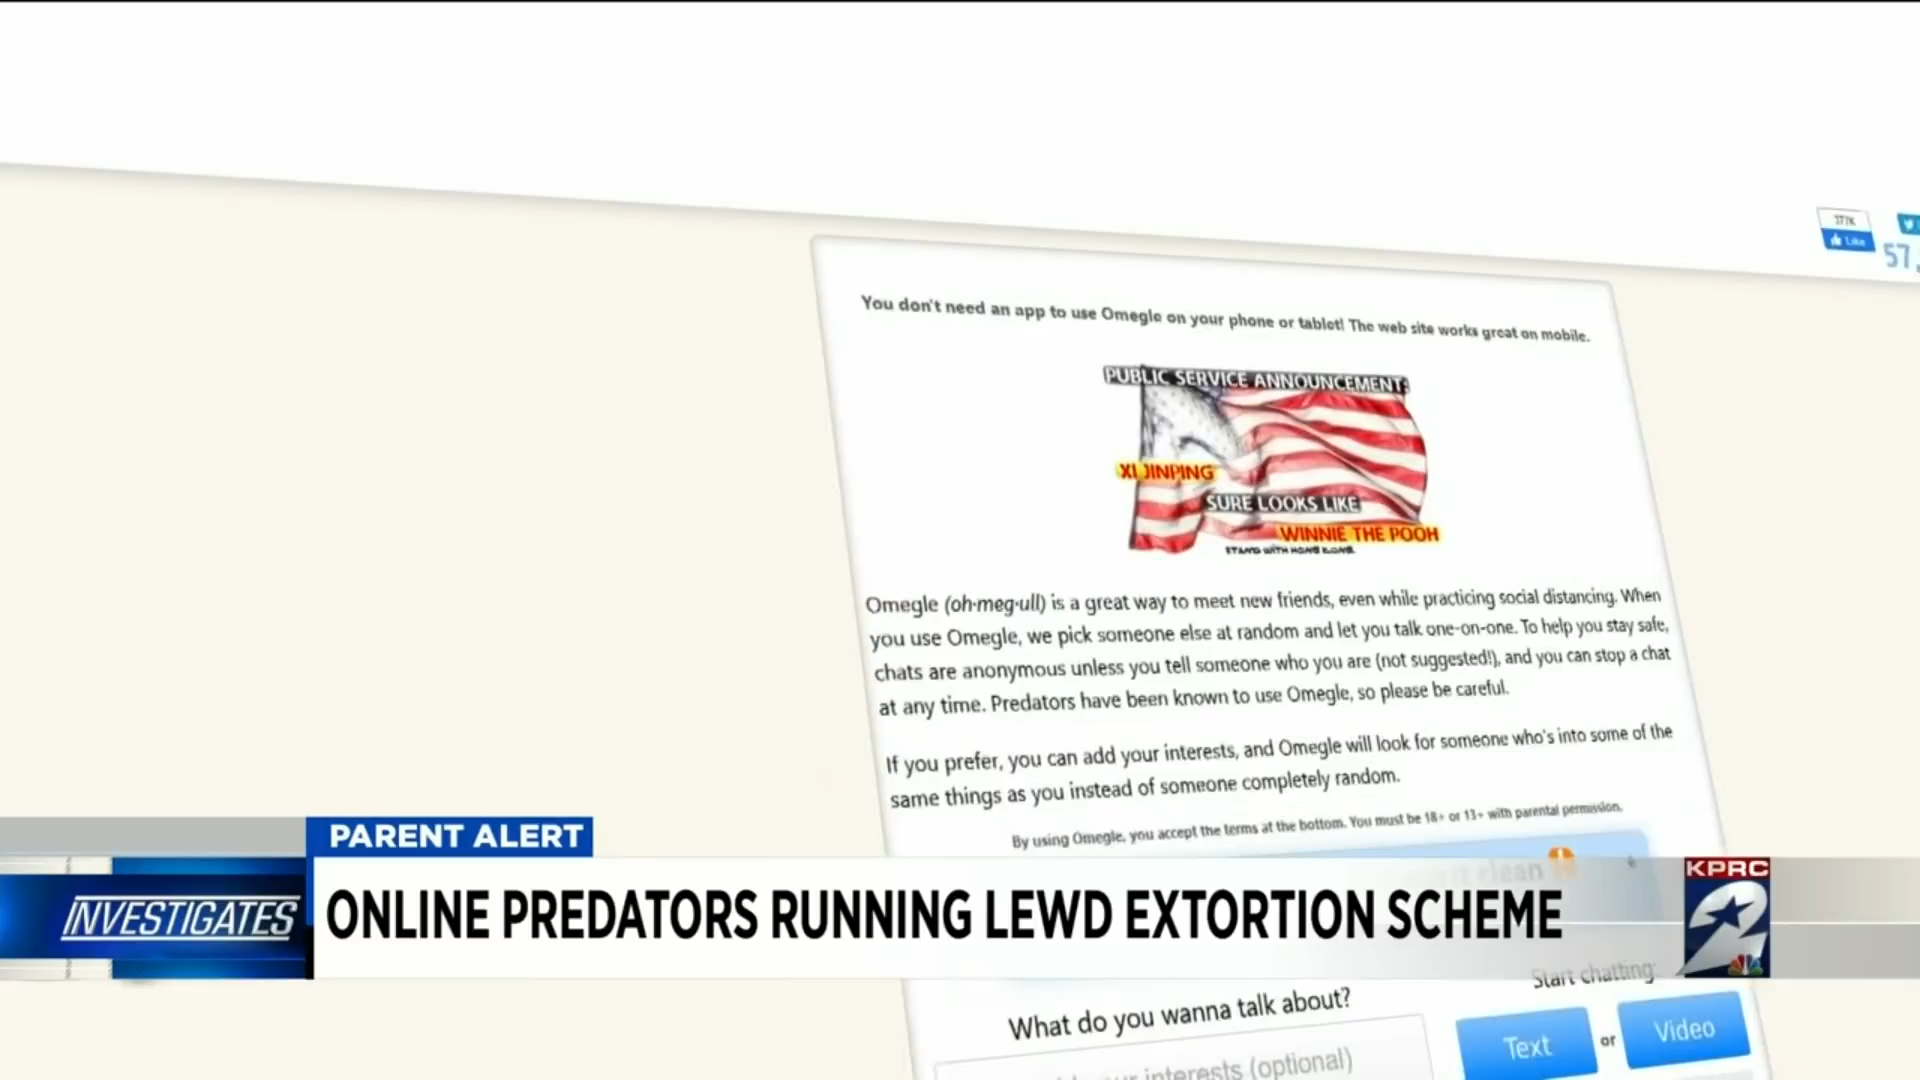 377K
Like
57
You don't need an app to use Omegle on your phone or tablet! The web site works great on mobile.
PUBLIC SERVICE ANNOUNCEMENT:
XI JINPING
SURE LOOKS LIKE
WINNIE THE POOH
STAND WITH HONG KONG.
Omegle (oh·meg·ull) is a great way to meet new friends, even while practicing social distancing. When
you use Omegle, we pick someone else at random and let you talk one-on-one. To help you stay safe,
chats are anonymous unless you tell someone who you are (not suggested!), and you can stop a chat
at any time. Predators have been known to use Omegle, so please be careful.
If you prefer, you can add your interests, and Omegle will look for someone who's into some of the
same things as you instead of someone completely random.
By using Omegle, you accept the terms at the bottom. You must be 18+ or 13+ with parental permission.
clean
PARENT ALERT
INVESTIGATES
ONLINE PREDATORS RUNNING LEWD EXTORTION SCHEME
KPRC
2
Start chatting:
What do you wanna talk about?
Text or Video
interests (optional)